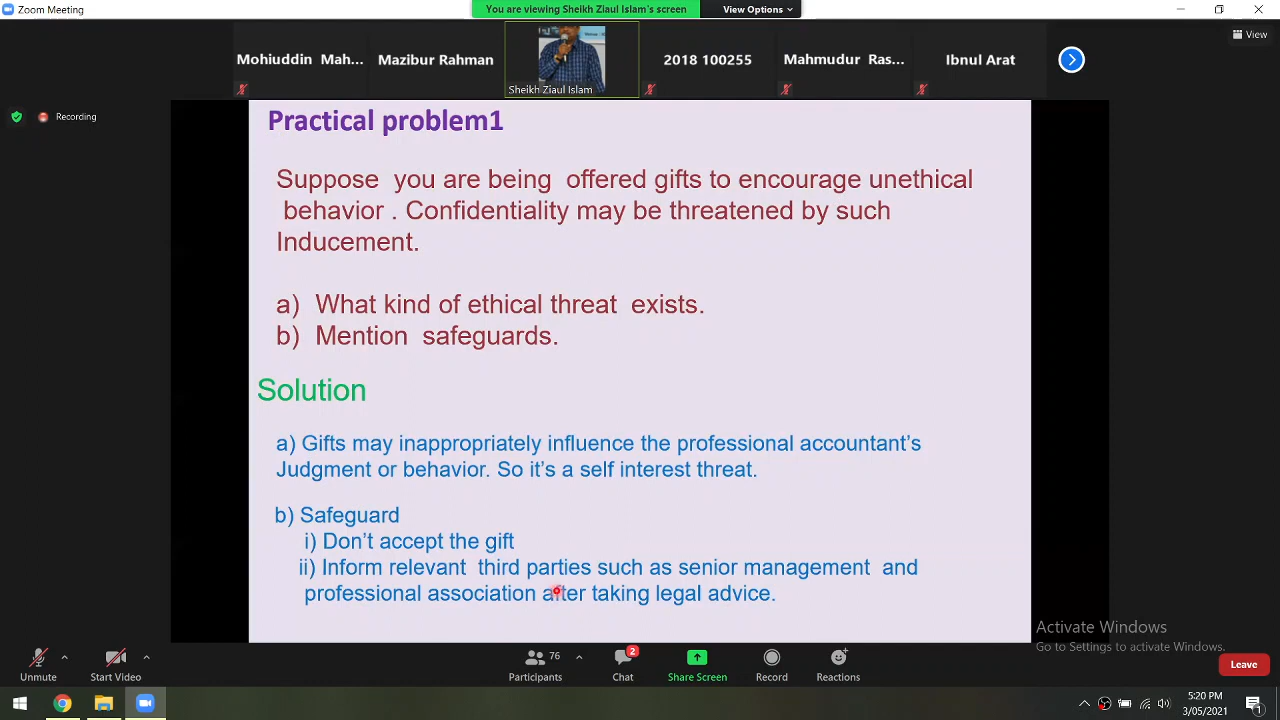 Zoom Meeting
You are viewing Sheikh Ziaul Islam's screen
View Options
View
Mohiuddin Mah...
Mazibur Rahman
Sheikh Ziaul Islam
2018 100255
Mahmudur Ras...
Ibnul Arat
Recording
Practical problem1
Suppose you are being offered gifts to encourage unethical
behavior . Confidentiality may be threatened by such
Inducement.
a) What kind of ethical threat exists.
b) Mention safeguards.
Solution
a) Gifts may inappropriately influence the professional accountant's
Judgment or behavior. So it's a self interest threat.
b) Safeguard
i) Don't accept the gift
ii) Inform relevant third parties such as senior management and
professional association after taking legal advice.
Activate Windows
Go to Settings to activate Windows.
Unmute
Start Video
76
Participants
2
Chat
Share Screen
Record
Reactions
Leave
5:20 PM
3/05/2021
1